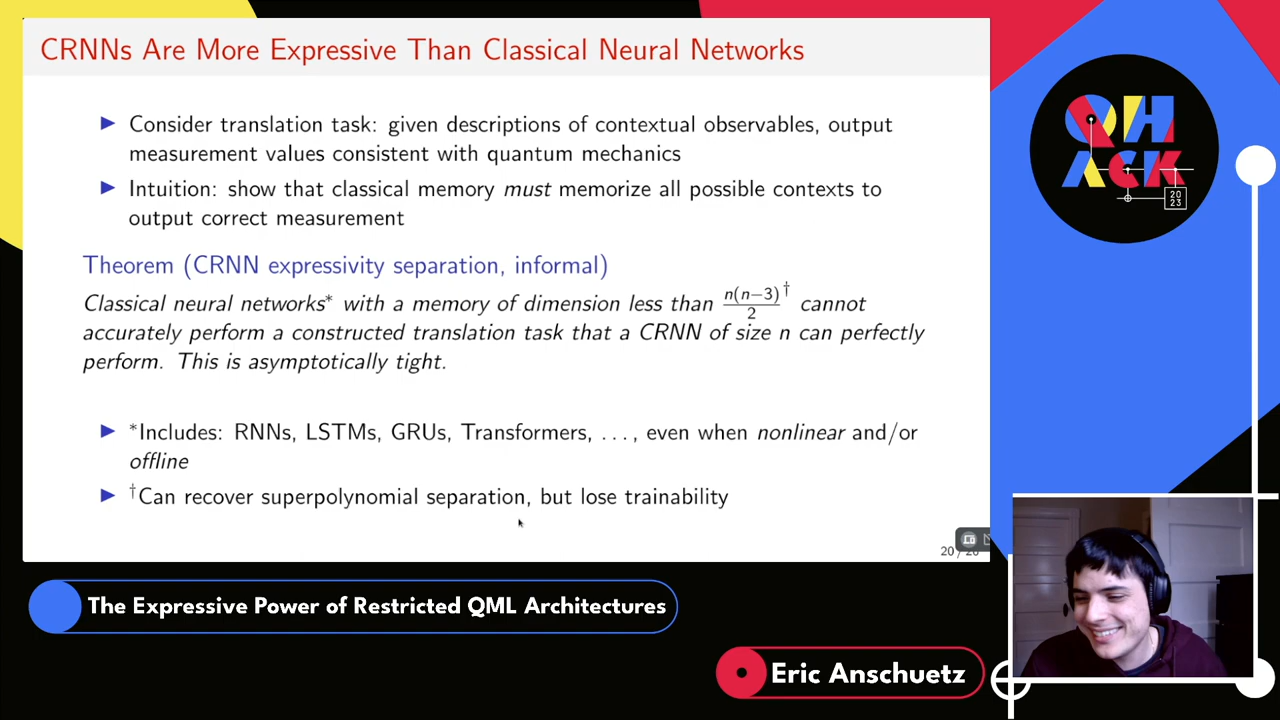 CRNNs Are More Expressive Than Classical Neural Networks
▶ Consider translation task: given descriptions of contextual observables, output
measurement values consistent with quantum mechanics
▶ Intuition: show that classical memory must memorize all possible contexts to
output correct measurement
Theorem (CRNN expressivity separation, informal)
Classical neural networks* with a memory of dimension less than n(n−3)/2† cannot
accurately perform a constructed translation task that a CRNN of size n can perfectly
perform. This is asymptotically tight.
▶ *Includes: RNNs, LSTMs, GRUs, Transformers, ..., even when nonlinear and/or
offline
▶ †Can recover superpolynomial separation, but lose trainability
20 /
QH
ACK
20
23
The Expressive Power of Restricted QML Architectures
Eric Anschuetz